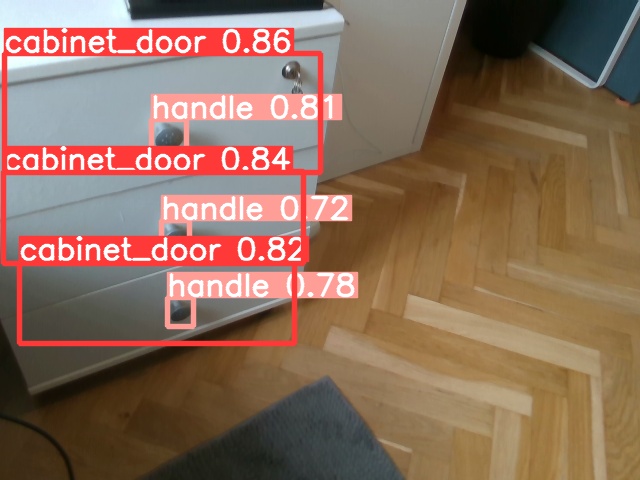 cabinet_door 0.86
handle 0.81
cabinet_door 0.84
handle 0.72
cabinet_door 0.82
handle 0.78